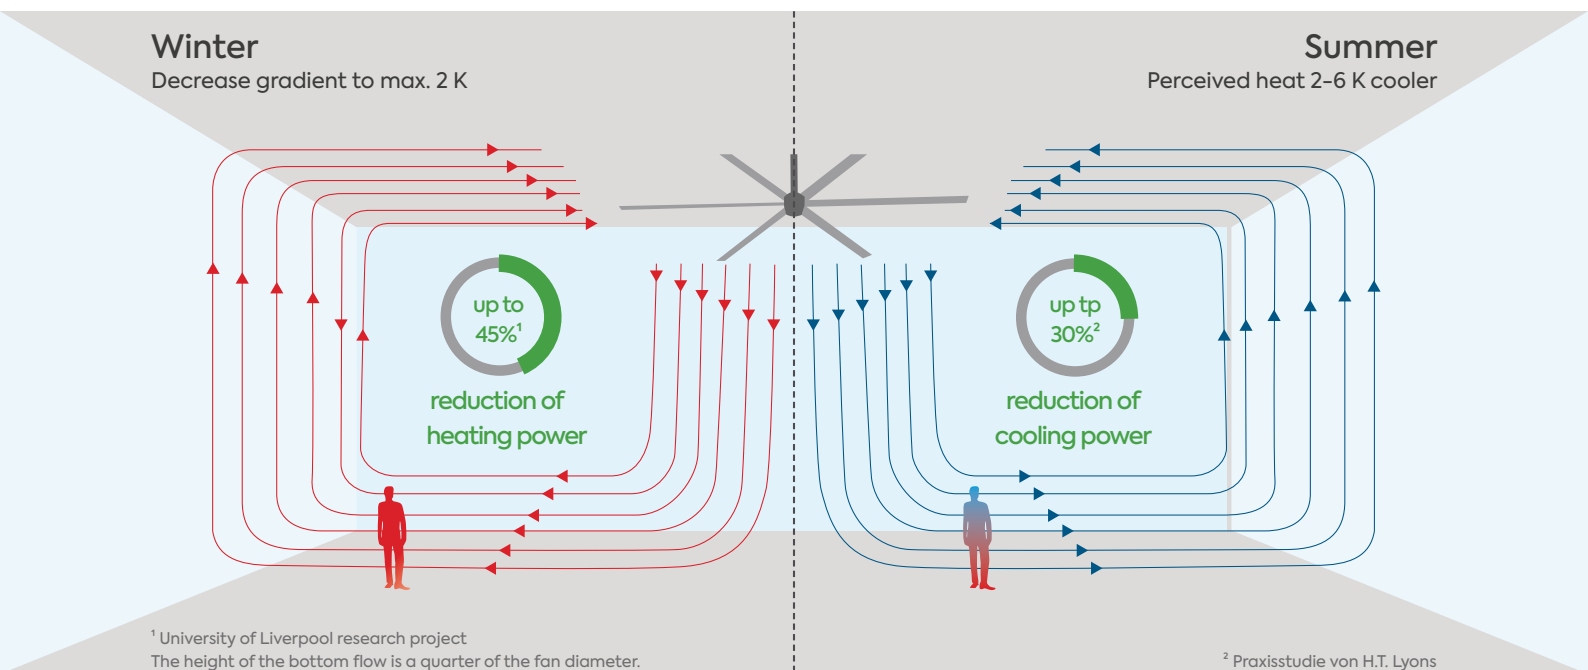 Winter
Decrease gradient to max. 2 K
Summer
Perceived heat 2-6 K cooler
up to
45%¹
reduction of
heating power
up tp
30%²
reduction of
cooling power
¹ University of Liverpool research project
The height of the bottom flow is a quarter of the fan diameter.
² Praxisstudie von H.T. Lyons